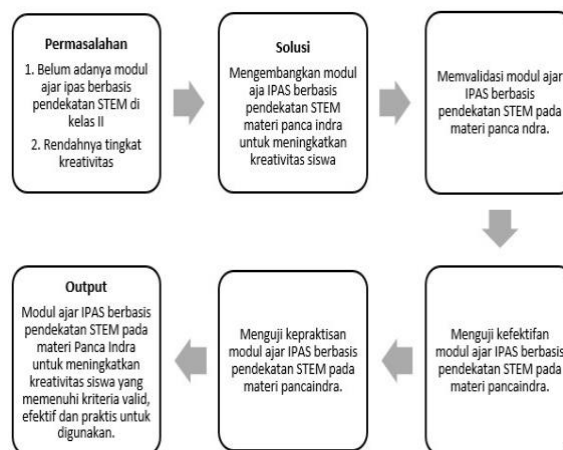 Permasalahan
1. Belum adanya modul
ajar ipas berbasis
pendekatan STEM di
kelas II
2. Rendahnya tingkat
kreativitas
Solusi
Mengembangkan modul
aja IPAS berbasis
pendekatan STEM
materi panca indra
untuk meningkatkan
kreativitas siswa
Memvalidasi modul ajar
IPAS berbasis
pendekatan STEM pada
materi panca ndra.
Menguji kefektifan
modul ajar IPAS berbasis
pendekatan STEM pada
materi pancaindra.
Menguji kepraktisan
modul ajar IPAS berbasis
pendekatan STEM pada
materi pancaindra.
Output
Modul ajar IPAS berbasis
pendekatan STEM pada
materi Panca Indra
untuk meningkatkan
kreativitas siswa yang
memenuhi kriteria valid,
efektif dan praktis untuk
digunakan.